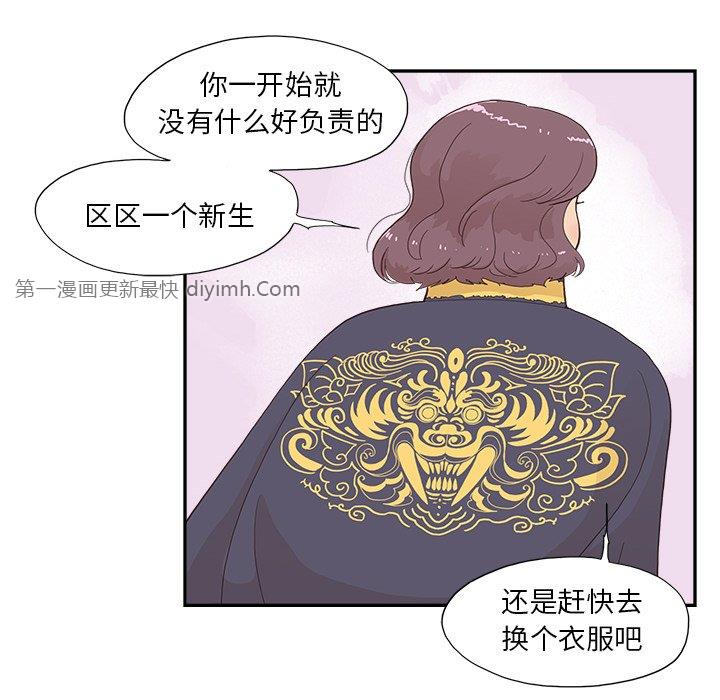 你一开始就
没有什么好负责的
区区一个新生
第一漫画更新最快 diyimh.Com
还是赶快去
换个衣服吧